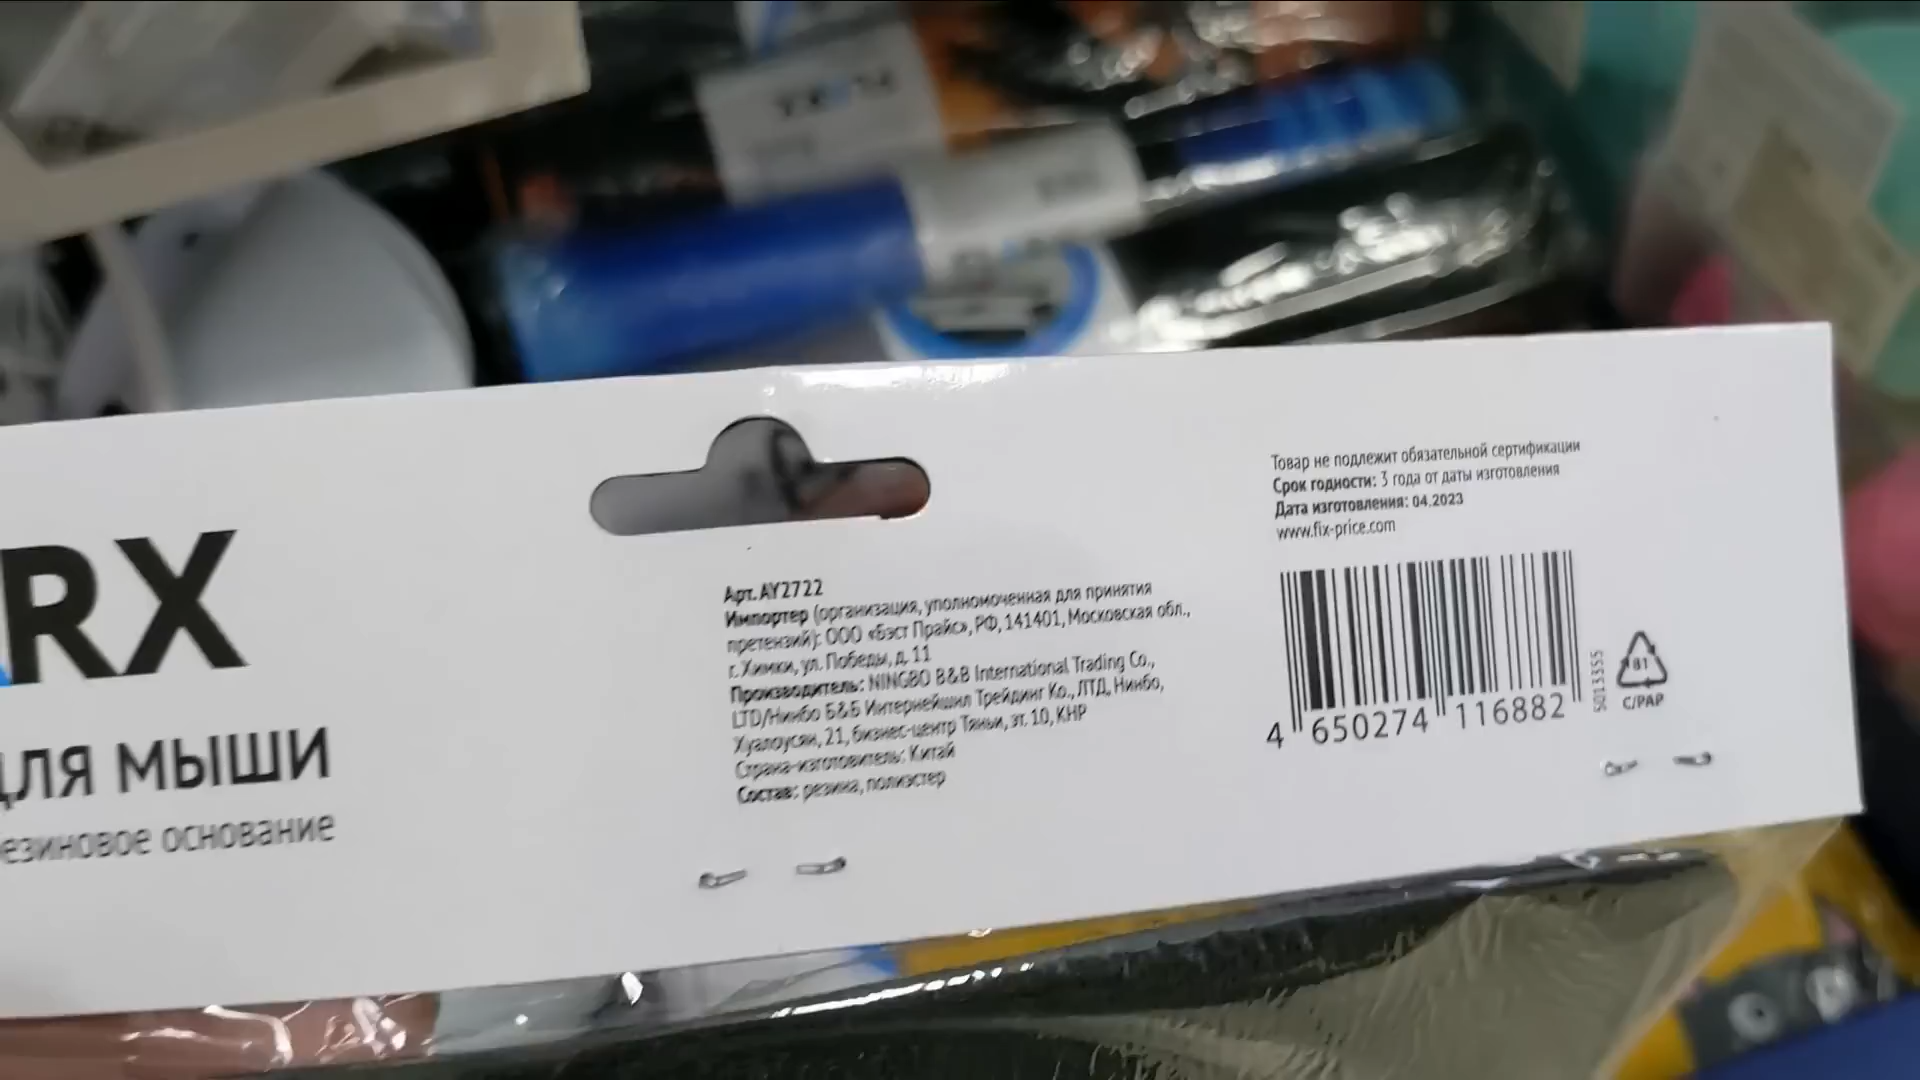 RX
ДЛЯ МЫШИ
резиновое основание
Арт. AY2722
Импортер (организация, уполномоченная для принятия
претензий): ООО «Бэст Прайс», РФ, 141401, Московская обл.,
г. Химки, ул. Победы, д. 11
Производитель: NINGBO B&B International Trading Co.,
LTD/Нинбо Б&Б Интернейшнл Трейдинг Ко., ЛТД, Нинбо,
Хуалоусян, 21, бизнес-центр Тяньи, эт. 10, КНР
Страна-изготовитель: Китай
Состав: резина, полиэстер
Товар не подлежит обязательной сертификации
Срок годности: 3 года от даты изготовления
Дата изготовления: 04.2023
www.fix-price.com
4 650274 116882
5013355
81
C/PAP